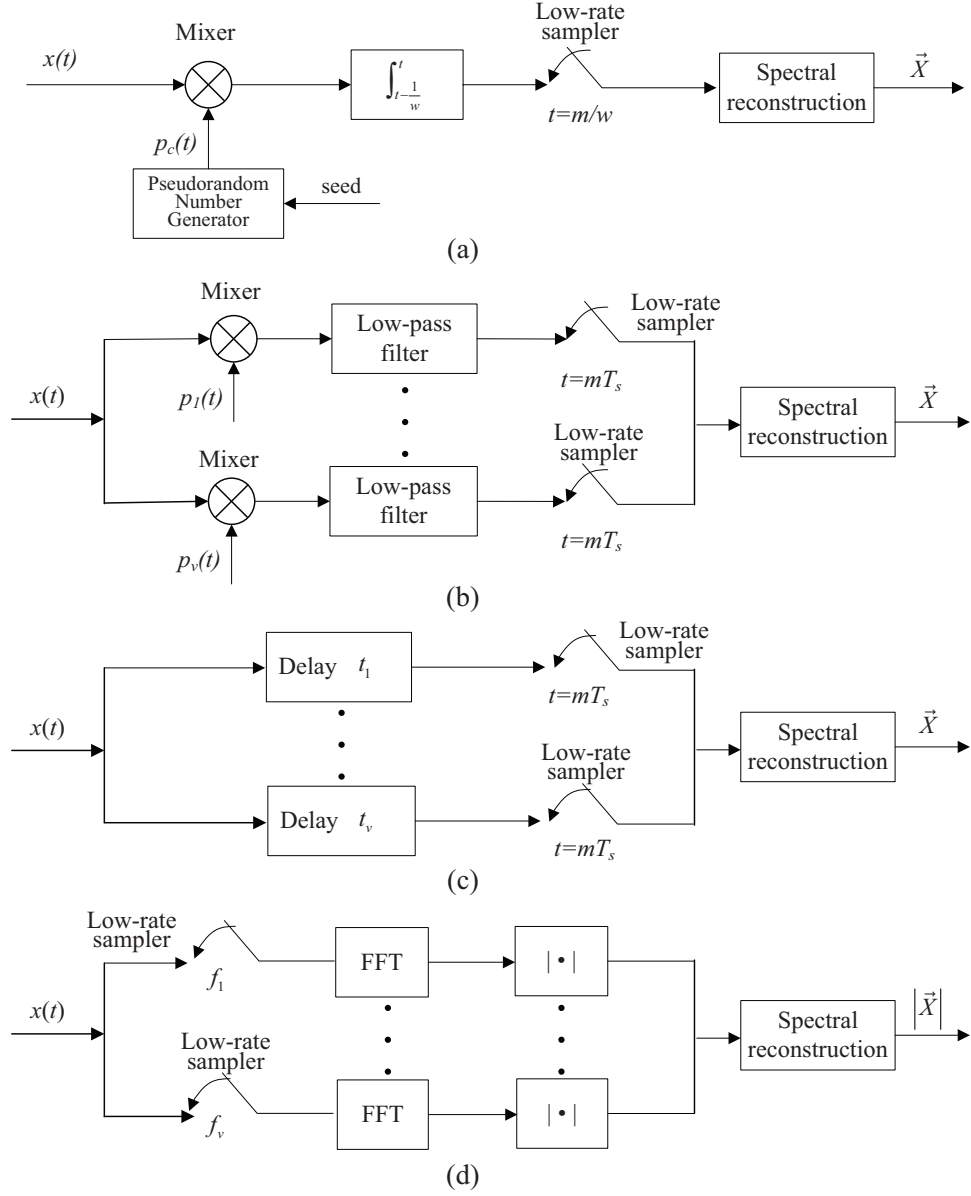 Mixer
Low-rate
sampler
x(t)
∫_{t-1/w}^{t}
t=m/w
Spectral
reconstruction
X⃗
p_c(t)
Pseudorandom
Number
Generator
seed
(a)
Mixer
Low-pass
filter
Low-rate
sampler
p_1(t)
t=mT_s
x(t)
Spectral
reconstruction
X⃗
Mixer
Low-pass
filter
Low-rate
sampler
p_v(t)
t=mT_s
(b)
Delay t_1
Low-rate
sampler
t=mT_s
x(t)
Spectral
reconstruction
X⃗
Low-rate
sampler
Delay t_v
t=mT_s
(c)
Low-rate
sampler
f_1
FFT
|•|
x(t)
Spectral
reconstruction
|X⃗|
Low-rate
sampler
f_v
FFT
|•|
(d)